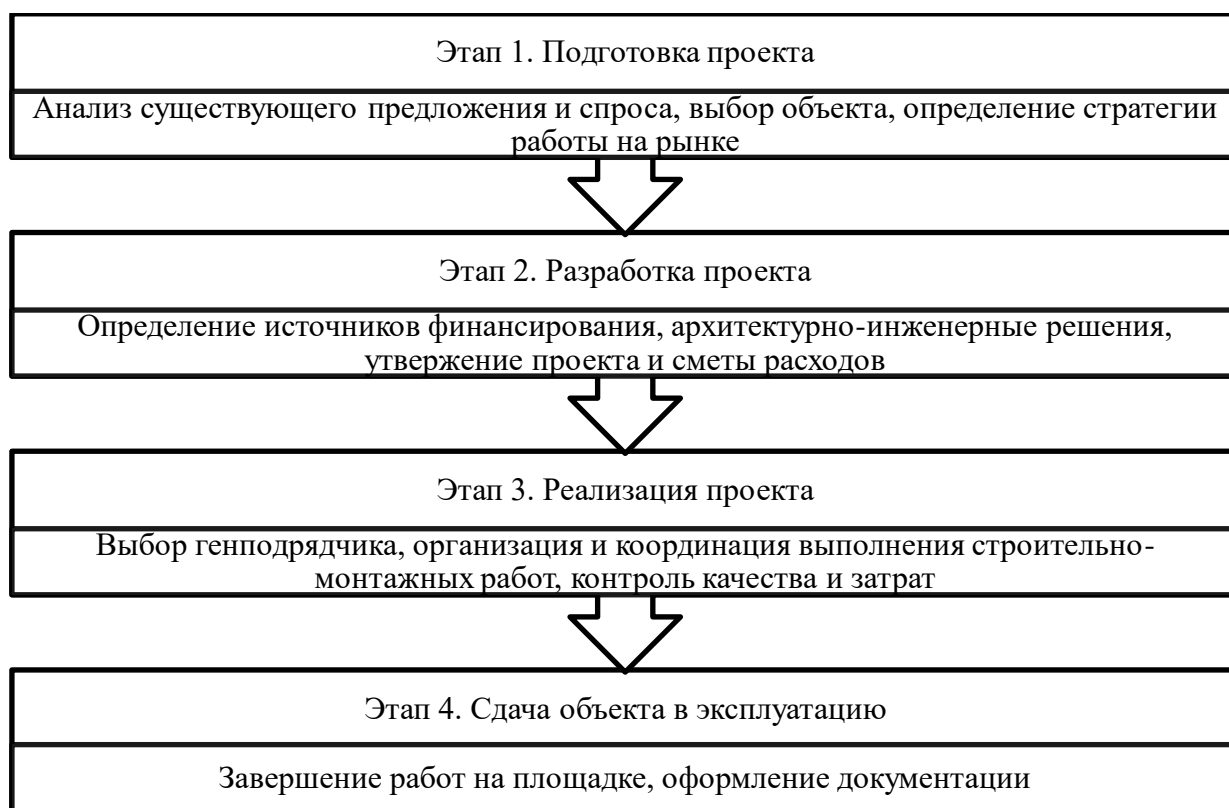 Этап 1. Подготовка проекта
Анализ существующего предложения и спроса, выбор объекта, определение стратегии
работы на рынке
Этап 2. Разработка проекта
Определение источников финансирования, архитектурно-инженерные решения,
утвержение проекта и сметы расходов
Этап 3. Реализация проекта
Выбор генподрядчика, организация и координация выполнения строительно-
монтажных работ, контроль качества и затрат
Этап 4. Сдача объекта в эксплуатацию
Завершение работ на площадке, оформление документации